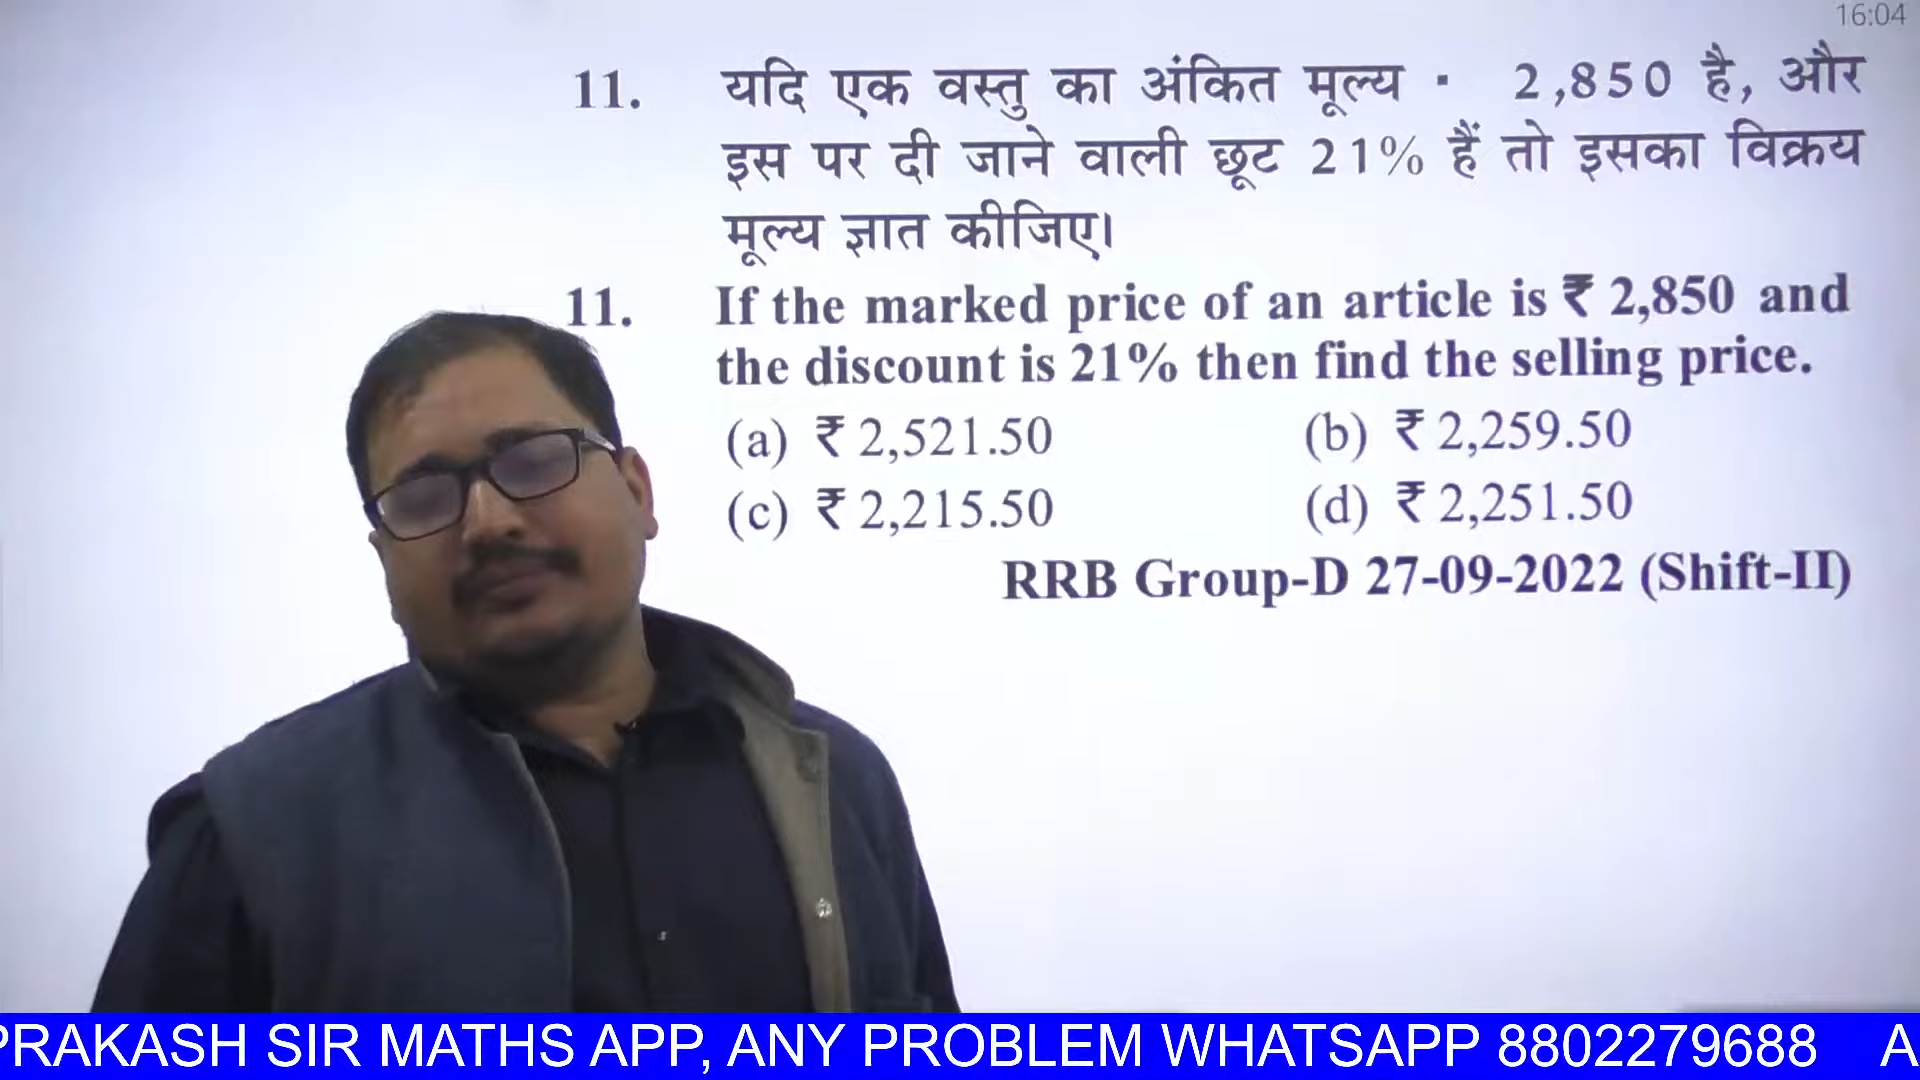 16:04
11. यदि एक वस्तु का अंकित मूल्य · 2,850 है, और
इस पर दी जाने वाली छूट 21% हैं तो इसका विक्रय
मूल्य ज्ञात कीजिए।
11. If the marked price of an article is ₹ 2,850 and
the discount is 21% then find the selling price.
(a) ₹ 2,521.50 (b) ₹ 2,259.50
(c) ₹ 2,215.50 (d) ₹ 2,251.50
RRB Group-D 27-09-2022 (Shift-II)
PRAKASH SIR MATHS APP, ANY PROBLEM WHATSAPP 8802279688 A